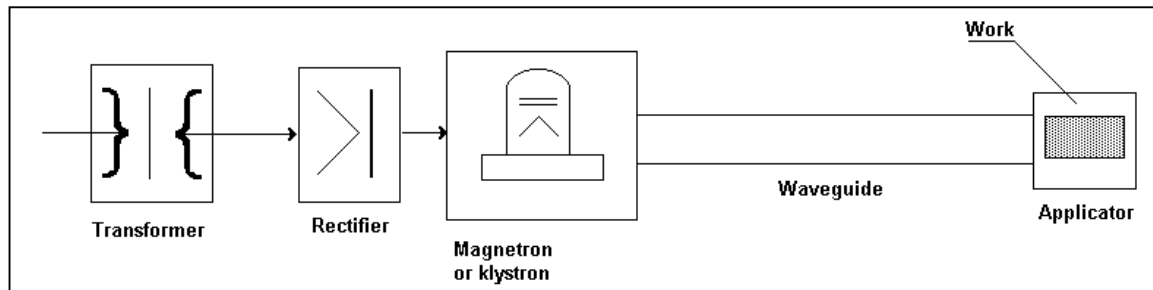 Work
Transformer
Rectifier
Magnetron
or klystron
Waveguide
Applicator